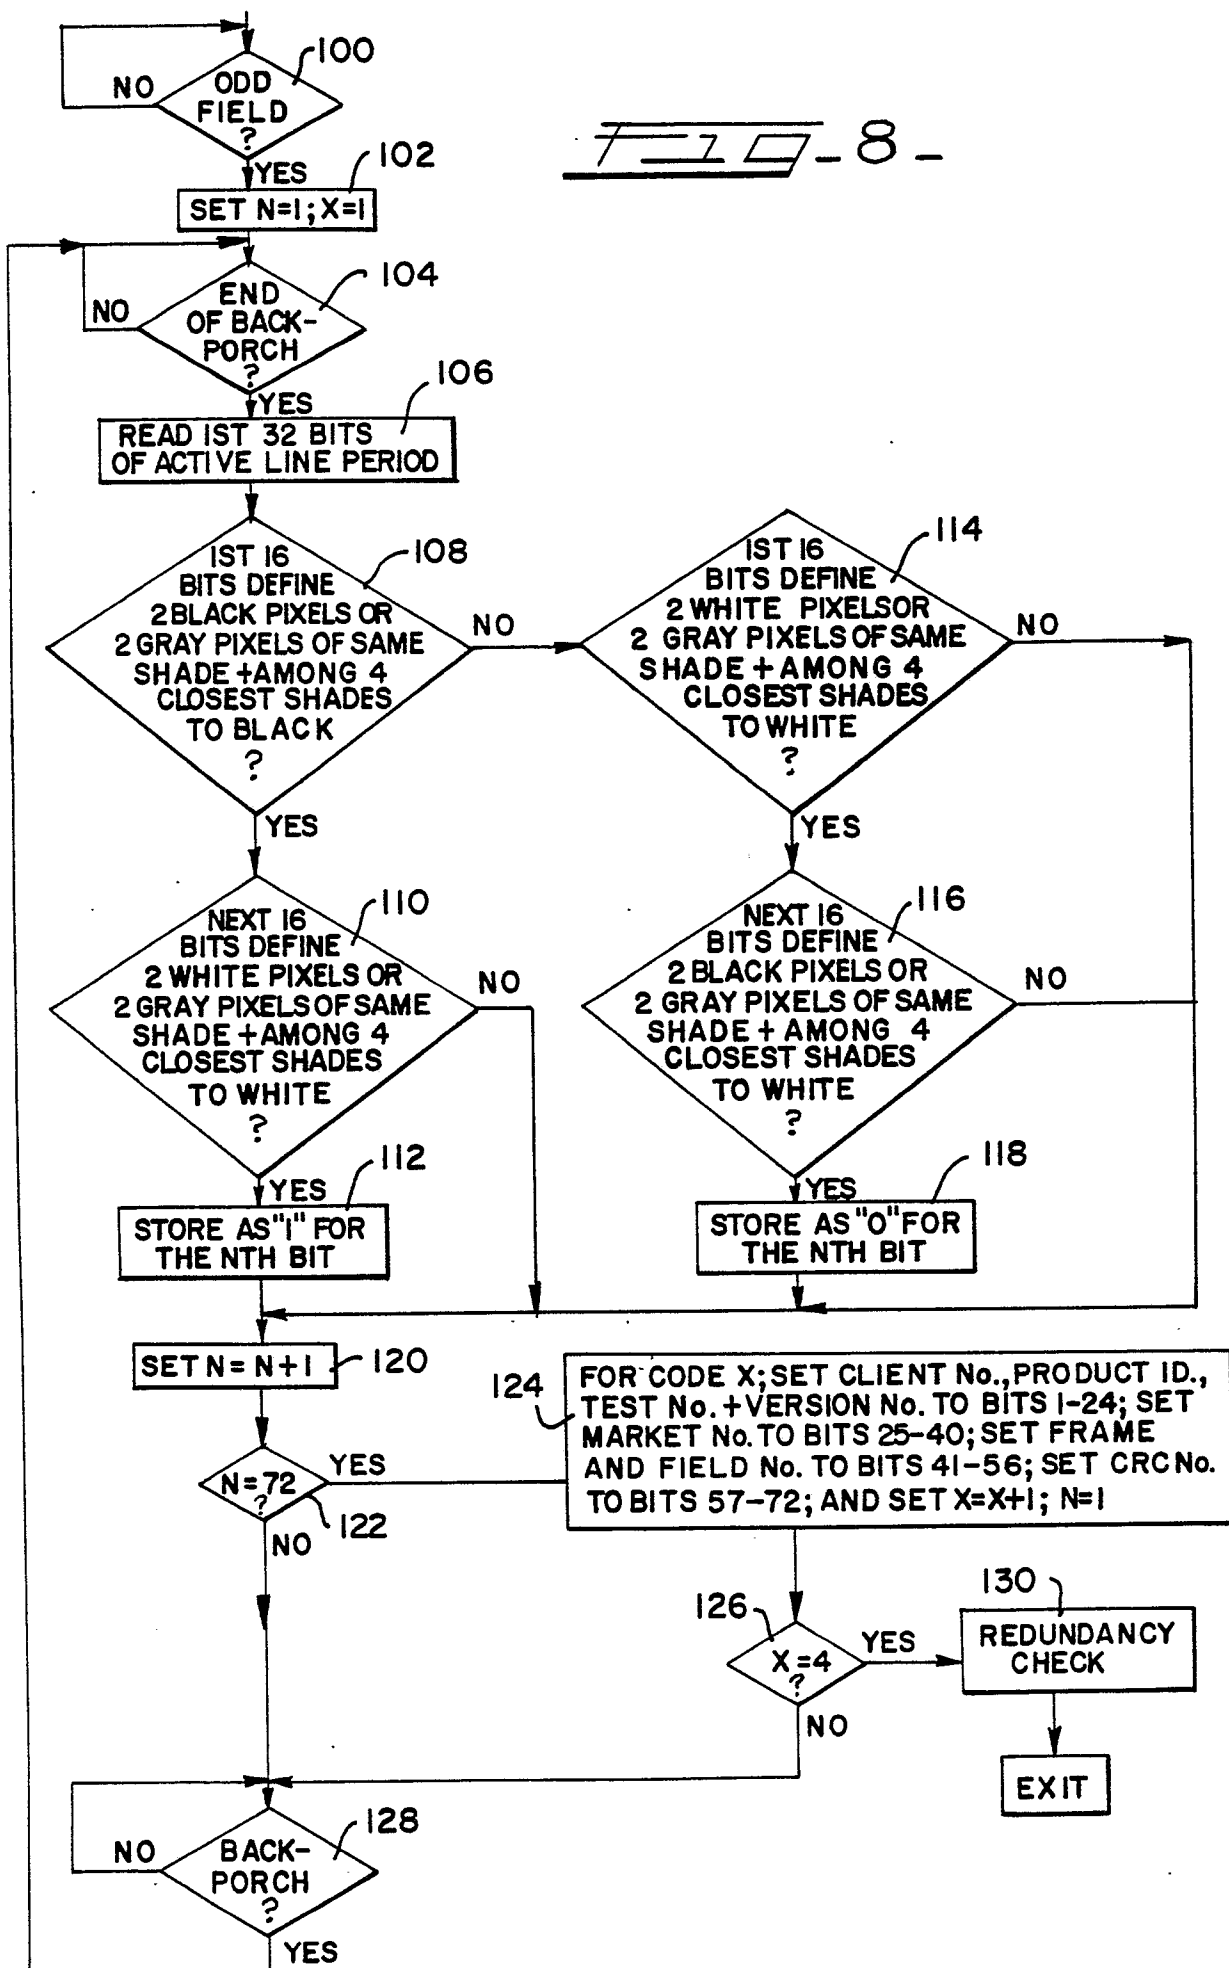 100
ODD
NO
FIELD
?
Fig-8-
YES
102
SET N=1; X=1
104
END
NO
OF BACK-
PORCH
?
106
YES
READ 1ST 32 BITS
OF ACTIVE LINE PERIOD
108
1ST 16
BITS DEFINE
2 BLACK PIXELS OR
2 GRAY PIXELS OF SAME
SHADE + AMONG 4
CLOSEST SHADES
TO BLACK
?
NO
YES
114
1ST 16
BITS DEFINE
2 WHITE PIXELSOR
2 GRAY PIXELS OF SAME
SHADE + AMONG 4
CLOSEST SHADES
TO WHITE
?
NO
YES
110
NEXT 16
BITS DEFINE
2 WHITE PIXELS OR
2 GRAY PIXELS OF SAME
SHADE + AMONG 4
CLOSEST SHADES
TO WHITE
?
NO
YES
116
NEXT 16
BITS DEFINE
2 BLACK PIXELS OR
2 GRAY PIXELS OF SAME
SHADE + AMONG 4
CLOSEST SHADES
TO WHITE
?
NO
YES
112
STORE AS "1" FOR
THE NTH BIT
118
STORE AS "0" FOR
THE NTH BIT
SET N = N + 1
120
124
FOR CODE X; SET CLIENT No., PRODUCT ID.,
TEST No. + VERSION No. TO BITS 1-24; SET
MARKET No. TO BITS 25-40; SET FRAME
AND FIELD No. TO BITS 41-56; SET CRC No.
TO BITS 57-72; AND SET X=X+1; N=1
N=72
?
YES
122
NO
126
X=4
?
YES
NO
130
REDUNDANCY
CHECK
EXIT
128
BACK-
NO
PORCH
?
YES